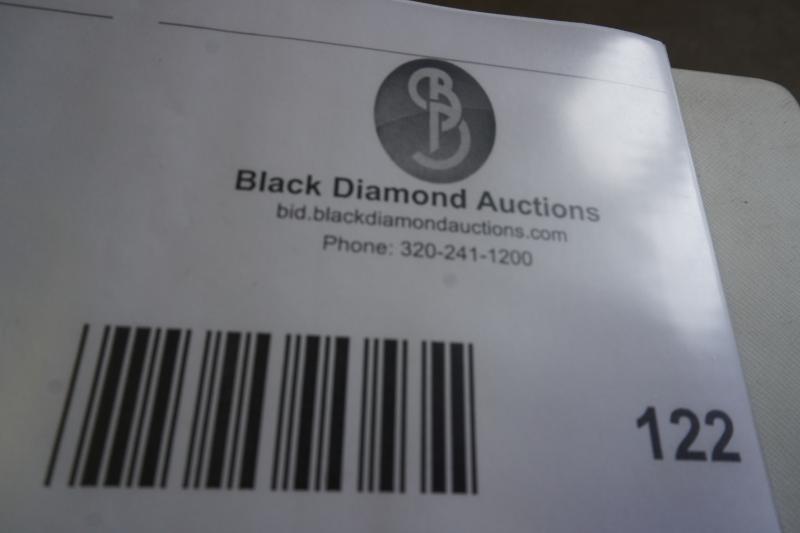 Black Diamond Auctions
bid.blackdiamondauctions.com
Phone: 320-241-1200
122